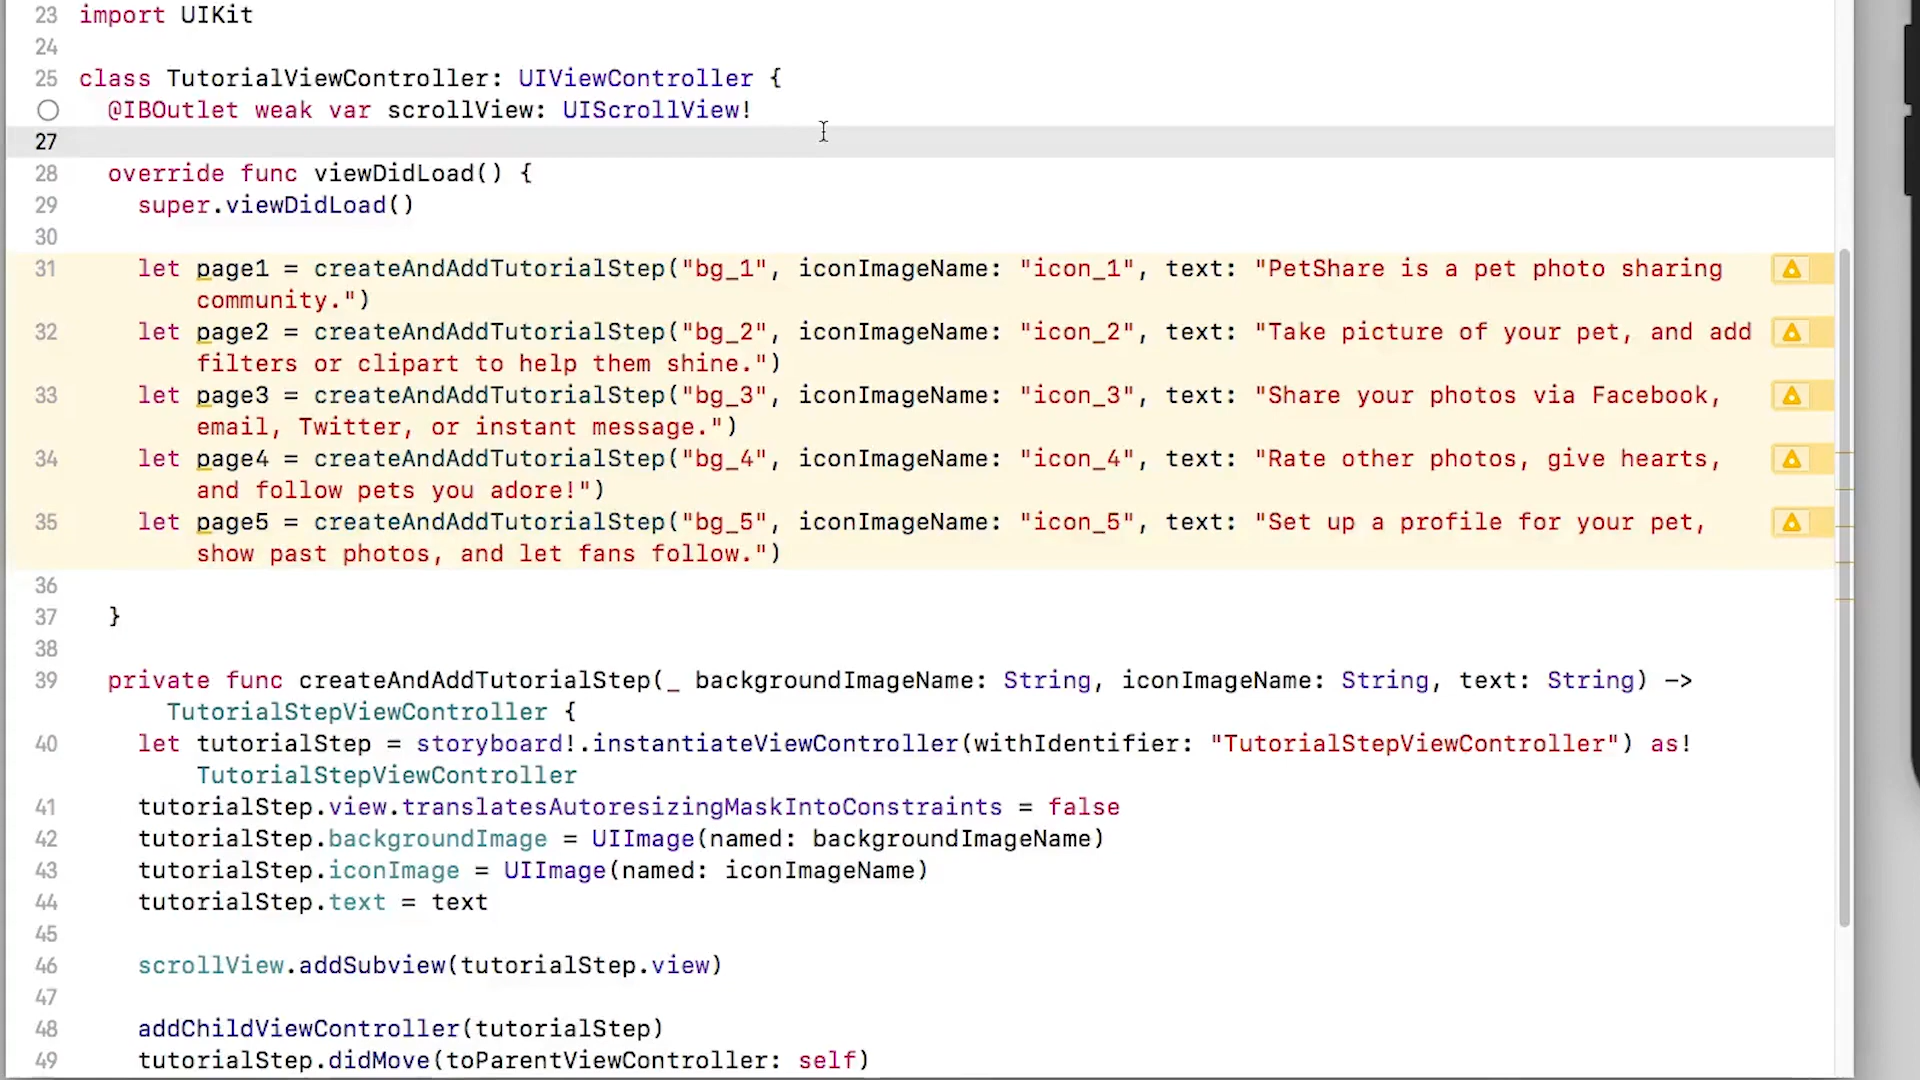 23 import UIKit
24
25 class TutorialViewController: UIViewController {
@IBOutlet weak var scrollView: UIScrollView!
27
28 override func viewDidLoad() {
29 super.viewDidLoad()
30
31 let page1 = createAndAddTutorialStep("bg_1", iconImageName: "icon_1", text: "PetShare is a pet photo sharing
community.")
32 let page2 = createAndAddTutorialStep("bg_2", iconImageName: "icon_2", text: "Take picture of your pet, and add
filters or clipart to help them shine.")
33 let page3 = createAndAddTutorialStep("bg_3", iconImageName: "icon_3", text: "Share your photos via Facebook,
email, Twitter, or instant message.")
34 let page4 = createAndAddTutorialStep("bg_4", iconImageName: "icon_4", text: "Rate other photos, give hearts,
and follow pets you adore!")
35 let page5 = createAndAddTutorialStep("bg_5", iconImageName: "icon_5", text: "Set up a profile for your pet,
show past photos, and let fans follow.")
36
37 }
38
39 private func createAndAddTutorialStep(_ backgroundImageName: String, iconImageName: String, text: String) ->
TutorialStepViewController {
40 let tutorialStep = storyboard!.instantiateViewController(withIdentifier: "TutorialStepViewController") as!
TutorialStepViewController
41 tutorialStep.view.translatesAutoresizingMaskIntoConstraints = false
42 tutorialStep.backgroundImage = UIImage(named: backgroundImageName)
43 tutorialStep.iconImage = UIImage(named: iconImageName)
44 tutorialStep.text = text
45
46 scrollView.addSubview(tutorialStep.view)
47
48 addChildViewController(tutorialStep)
49 tutorialStep.didMove(toParentViewController: self)